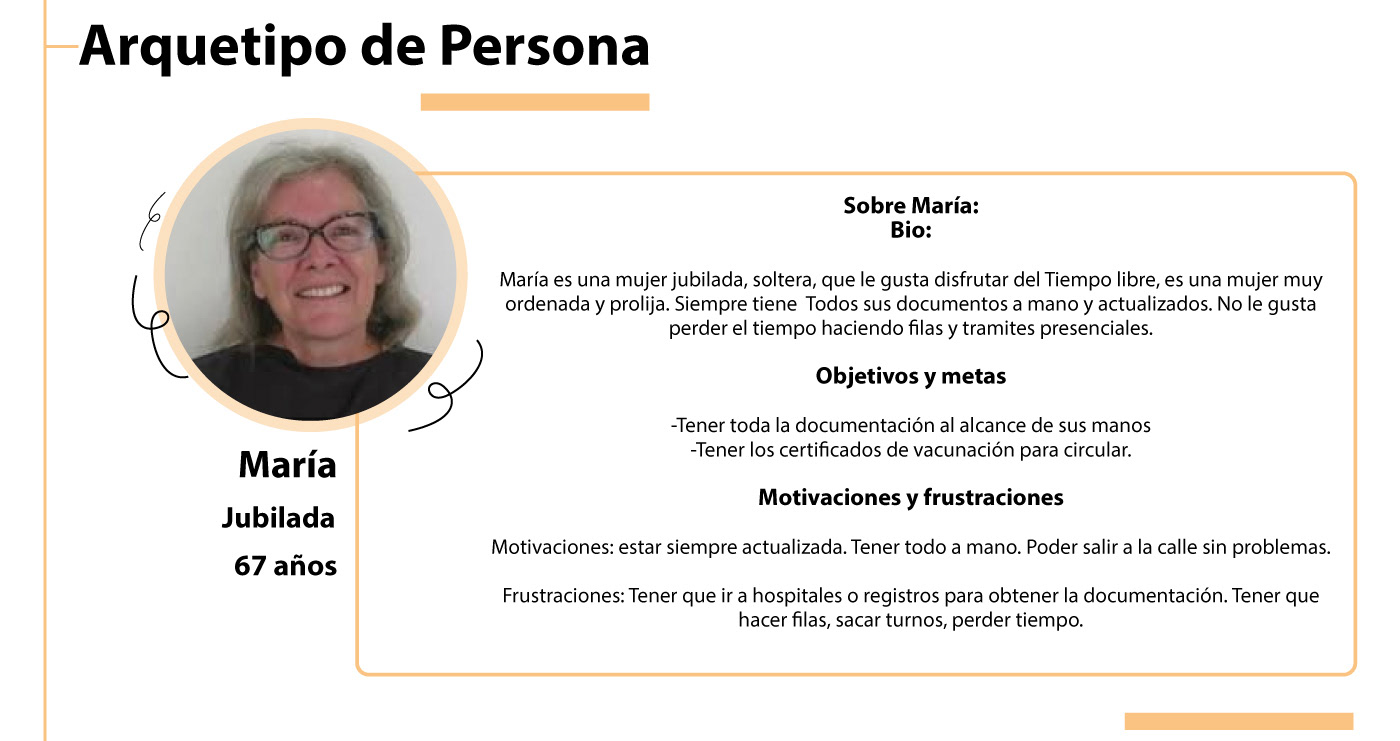 Arquetipo de Persona
Sobre María:
Bio:
María es una mujer jubilada, soltera, que le gusta disfrutar del Tiempo libre, es una mujer muy
ordenada y prolija. Siempre tiene  Todos sus documentos a mano y actualizados. No le gusta
perder el tiempo haciendo filas y tramites presenciales.
Objetivos y metas
-Tener toda la documentación al alcance de sus manos
-Tener los certificados de vacunación para circular.
Motivaciones y frustraciones
Motivaciones: estar siempre actualizada. Tener todo a mano. Poder salir a la calle sin problemas.
Frustraciones: Tener que ir a hospitales o registros para obtener la documentación. Tener que
hacer filas, sacar turnos, perder tiempo.
María
Jubilada
67 años